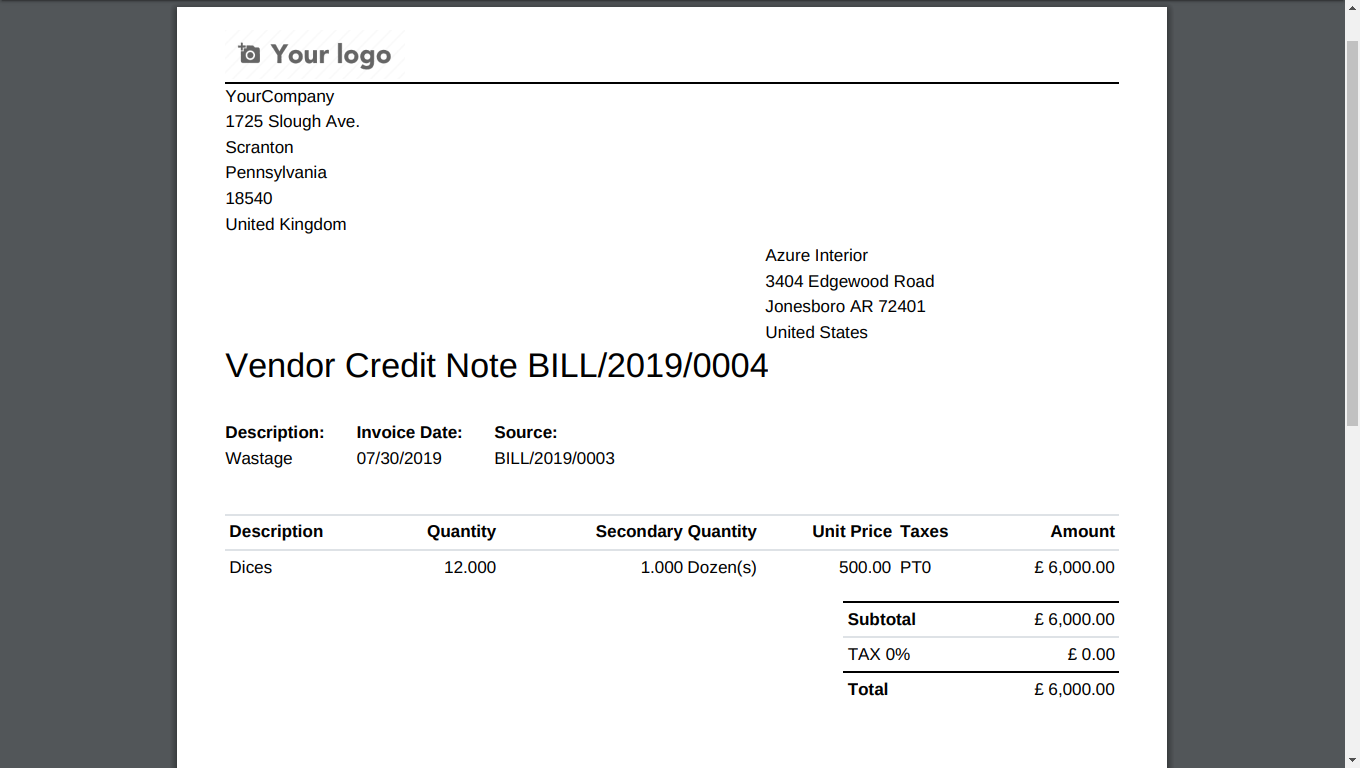 Your logo
YourCompany
1725 Slough Ave.
Scranton
Pennsylvania
18540
United Kingdom
Azure Interior
3404 Edgewood Road
Jonesboro AR 72401
United States
Vendor Credit Note BILL/2019/0004
Description: Invoice Date: Source:
Wastage 07/30/2019 BILL/2019/0003
Description Quantity Secondary Quantity Unit Price Taxes Amount
Dices 12.000 1.000 Dozen(s) 500.00 PT0 £ 6,000.00
Subtotal £ 6,000.00
TAX 0% £ 0.00
Total £ 6,000.00